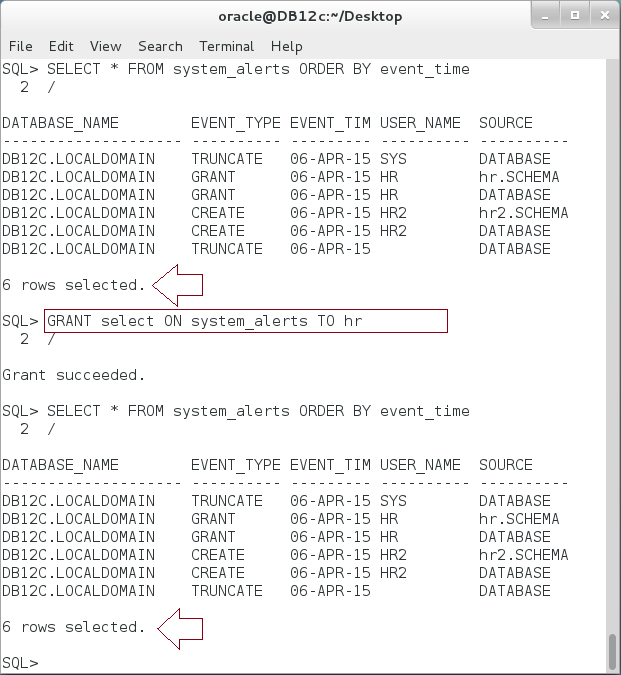 oracle@DB12c:~/Desktop
File Edit View Search Terminal Help
SQL> SELECT * FROM system_alerts ORDER BY event_time
  2  /
DATABASE_NAME        EVENT_TYPE EVENT_TIM USER_NAME  SOURCE
-------------------- ---------- --------- ---------- ----------
DB12C.LOCALDOMAIN    TRUNCATE   06-APR-15 SYS        DATABASE
DB12C.LOCALDOMAIN    GRANT      06-APR-15 HR         hr.SCHEMA
DB12C.LOCALDOMAIN    GRANT      06-APR-15 HR         DATABASE
DB12C.LOCALDOMAIN    CREATE     06-APR-15 HR2        hr2.SCHEMA
DB12C.LOCALDOMAIN    CREATE     06-APR-15 HR2        DATABASE
DB12C.LOCALDOMAIN    TRUNCATE   06-APR-15            DATABASE
6 rows selected.
SQL> GRANT select ON system_alerts TO hr
  2  /
Grant succeeded.
SQL> SELECT * FROM system_alerts ORDER BY event_time
  2  /
DATABASE_NAME        EVENT_TYPE EVENT_TIM USER_NAME  SOURCE
-------------------- ---------- --------- ---------- ----------
DB12C.LOCALDOMAIN    TRUNCATE   06-APR-15 SYS        DATABASE
DB12C.LOCALDOMAIN    GRANT      06-APR-15 HR         hr.SCHEMA
DB12C.LOCALDOMAIN    GRANT      06-APR-15 HR         DATABASE
DB12C.LOCALDOMAIN    CREATE     06-APR-15 HR2        hr2.SCHEMA
DB12C.LOCALDOMAIN    CREATE     06-APR-15 HR2        DATABASE
DB12C.LOCALDOMAIN    TRUNCATE   06-APR-15            DATABASE
6 rows selected.
SQL>